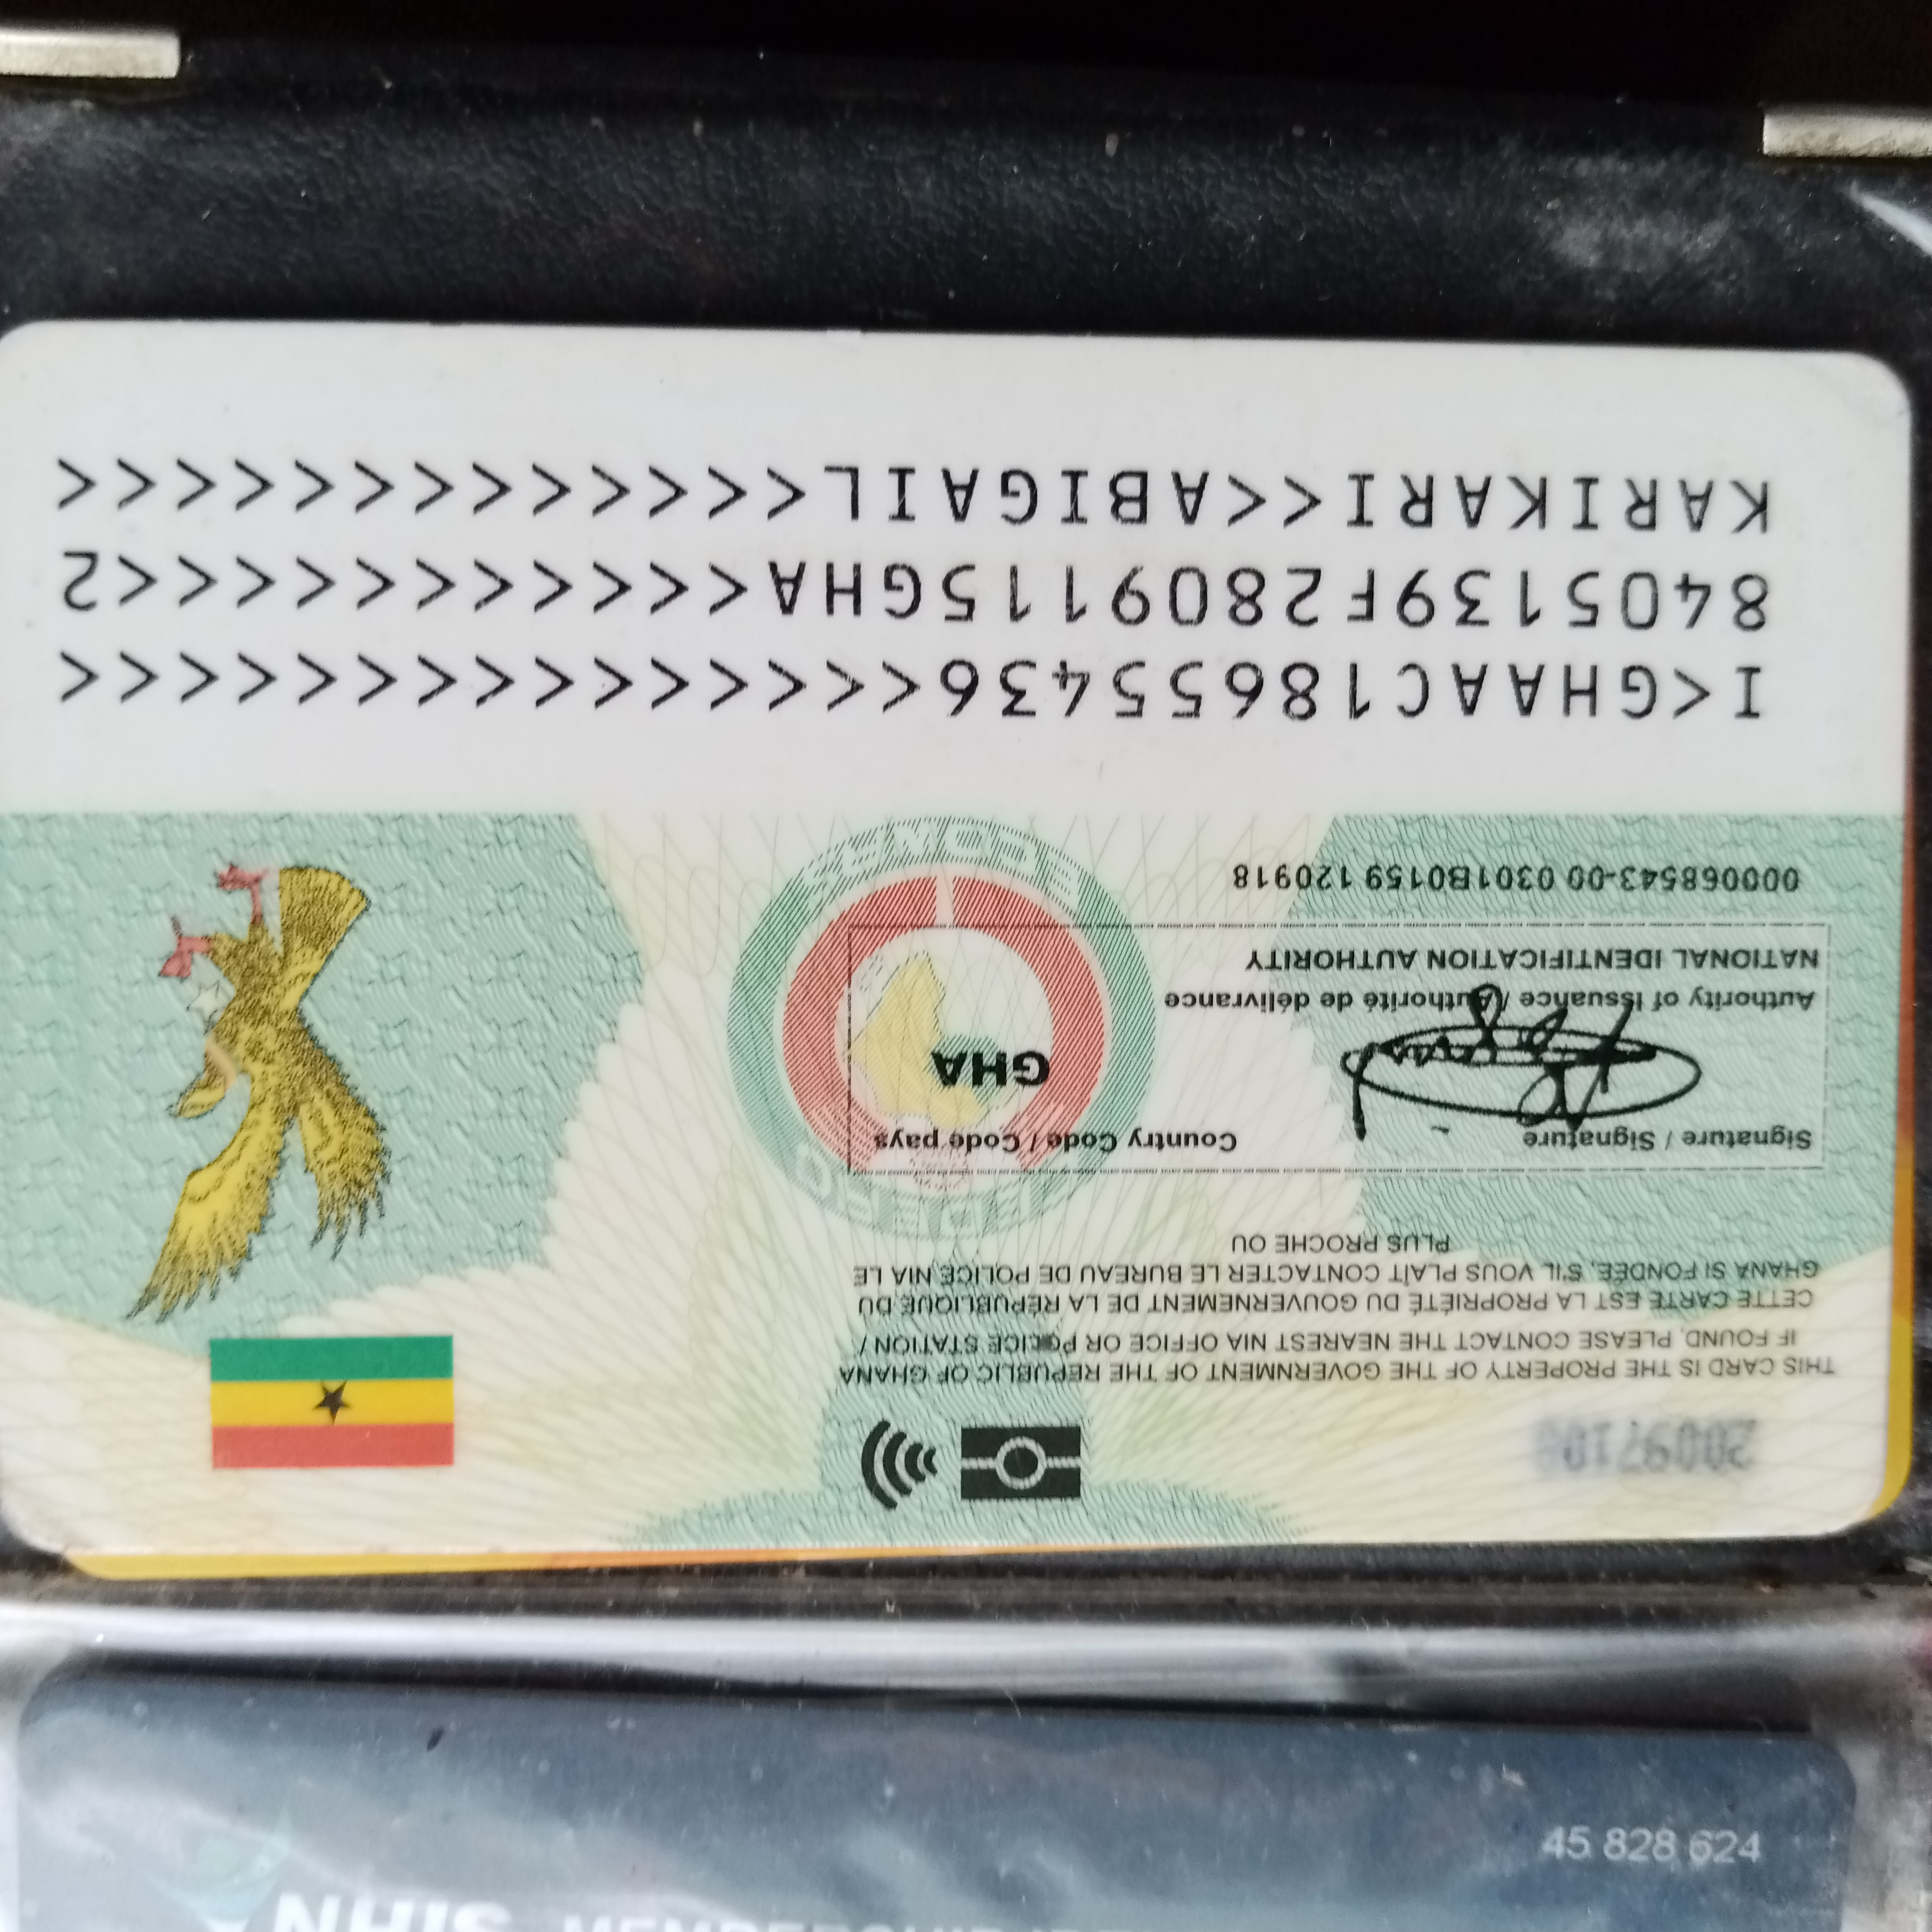 THIS CARD IS THE PROPERTY OF THE GOVERNMENT OF THE REPUBLIC OF GHANA
IF FOUND, PLEASE CONTACT THE NEAREST NIA OFFICE OR POLICE STATION /
CETTE CARTE EST LA PROPRIÉTÉ DU GOUVERNEMENT DE LA RÉPUBLIQUE DU
GHANA SI FONDÉE, S'IL VOUS PLAÎT CONTACTER LE BUREAU DE POLICE NIA LE
PLUS PROCHE OU
Signature / Signature
Country Code / Code pays
GHA
Authority of Issuance / Authorité de délivrance
NATIONAL IDENTIFICATION AUTHORITY
000068543-00 0301B0159 120918
ECOWAS
I<GHAAC18655436<<<<<<<<<<<<<<<
8405139F2809115GHA<<<<<<<<<<<2
KARIKARI<<ABIGAIL<<<<<<<<<<<<<
45 828 624
NHIS MEMBERSHIP